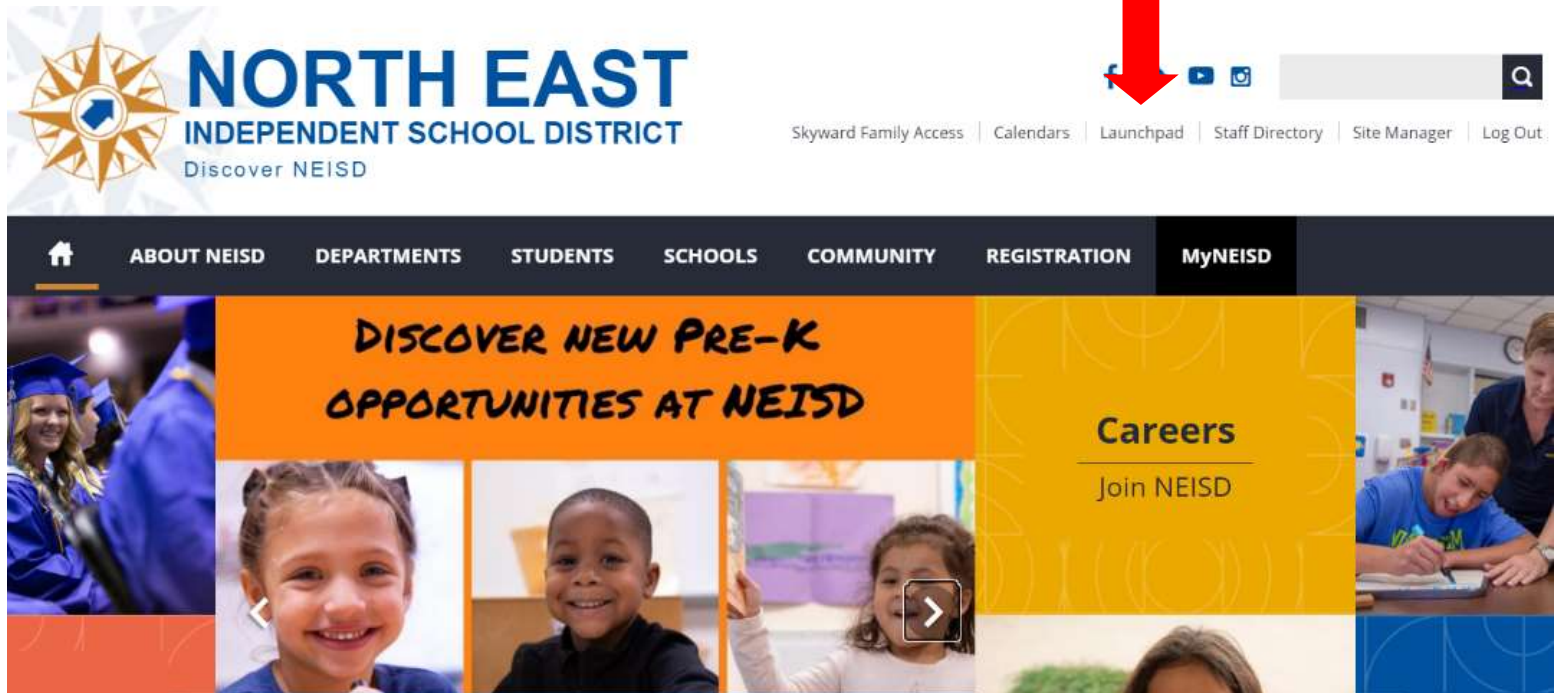 NORTH EAST
INDEPENDENT SCHOOL DISTRICT
Discover NEISD
Skyward Family Access Calendars Launchpad Staff Directory Site Manager Log Out
ABOUT NEISD DEPARTMENTS STUDENTS SCHOOLS COMMUNITY REGISTRATION MyNEISD
DISCOVER NEW PRE-K
OPPORTUNITIES AT NEISD
Careers
Join NEISD